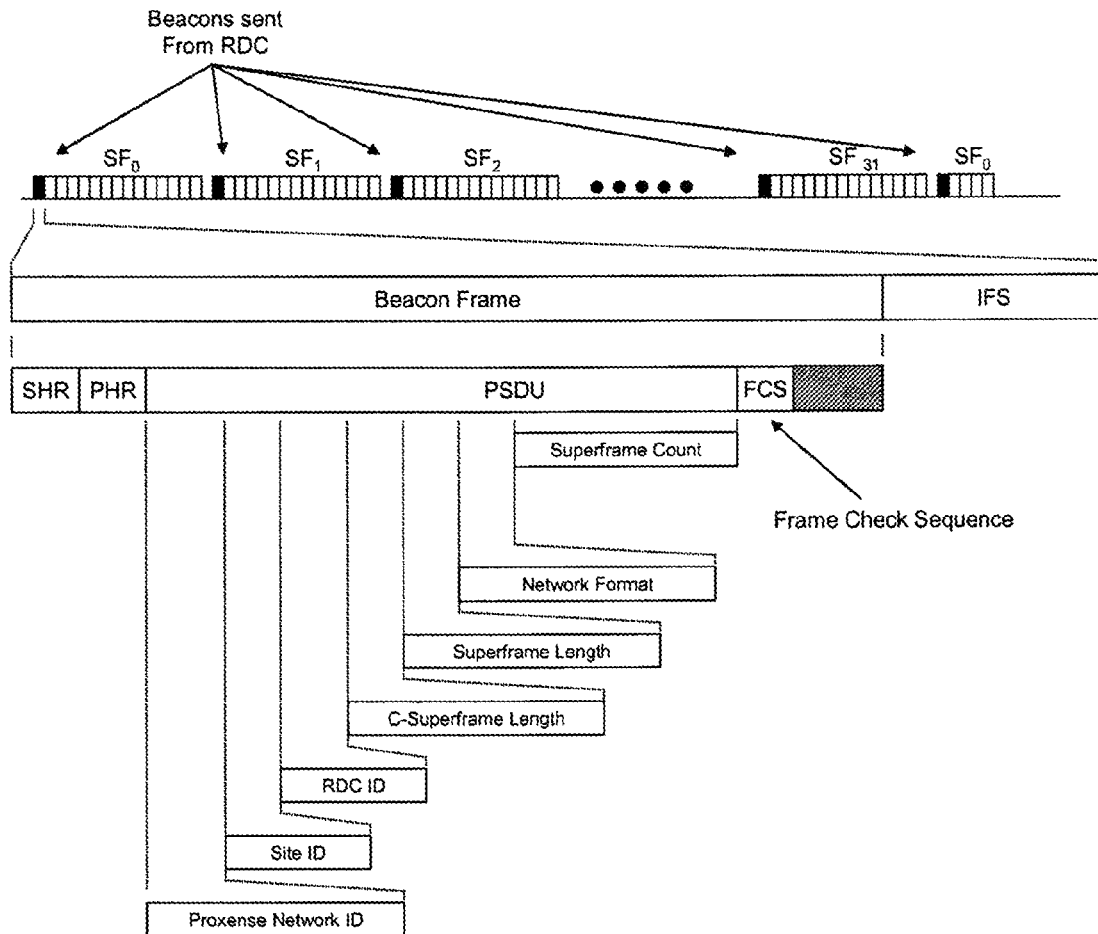 Beacons sent
From RDC
SF0 SF1 SF2 SF31 SF0
Beacon Frame IFS
SHR PHR PSDU FCS
Superframe Count
Frame Check Sequence
Network Format
Superframe Length
C-Superframe Length
RDC ID
Site ID
Proxense Network ID